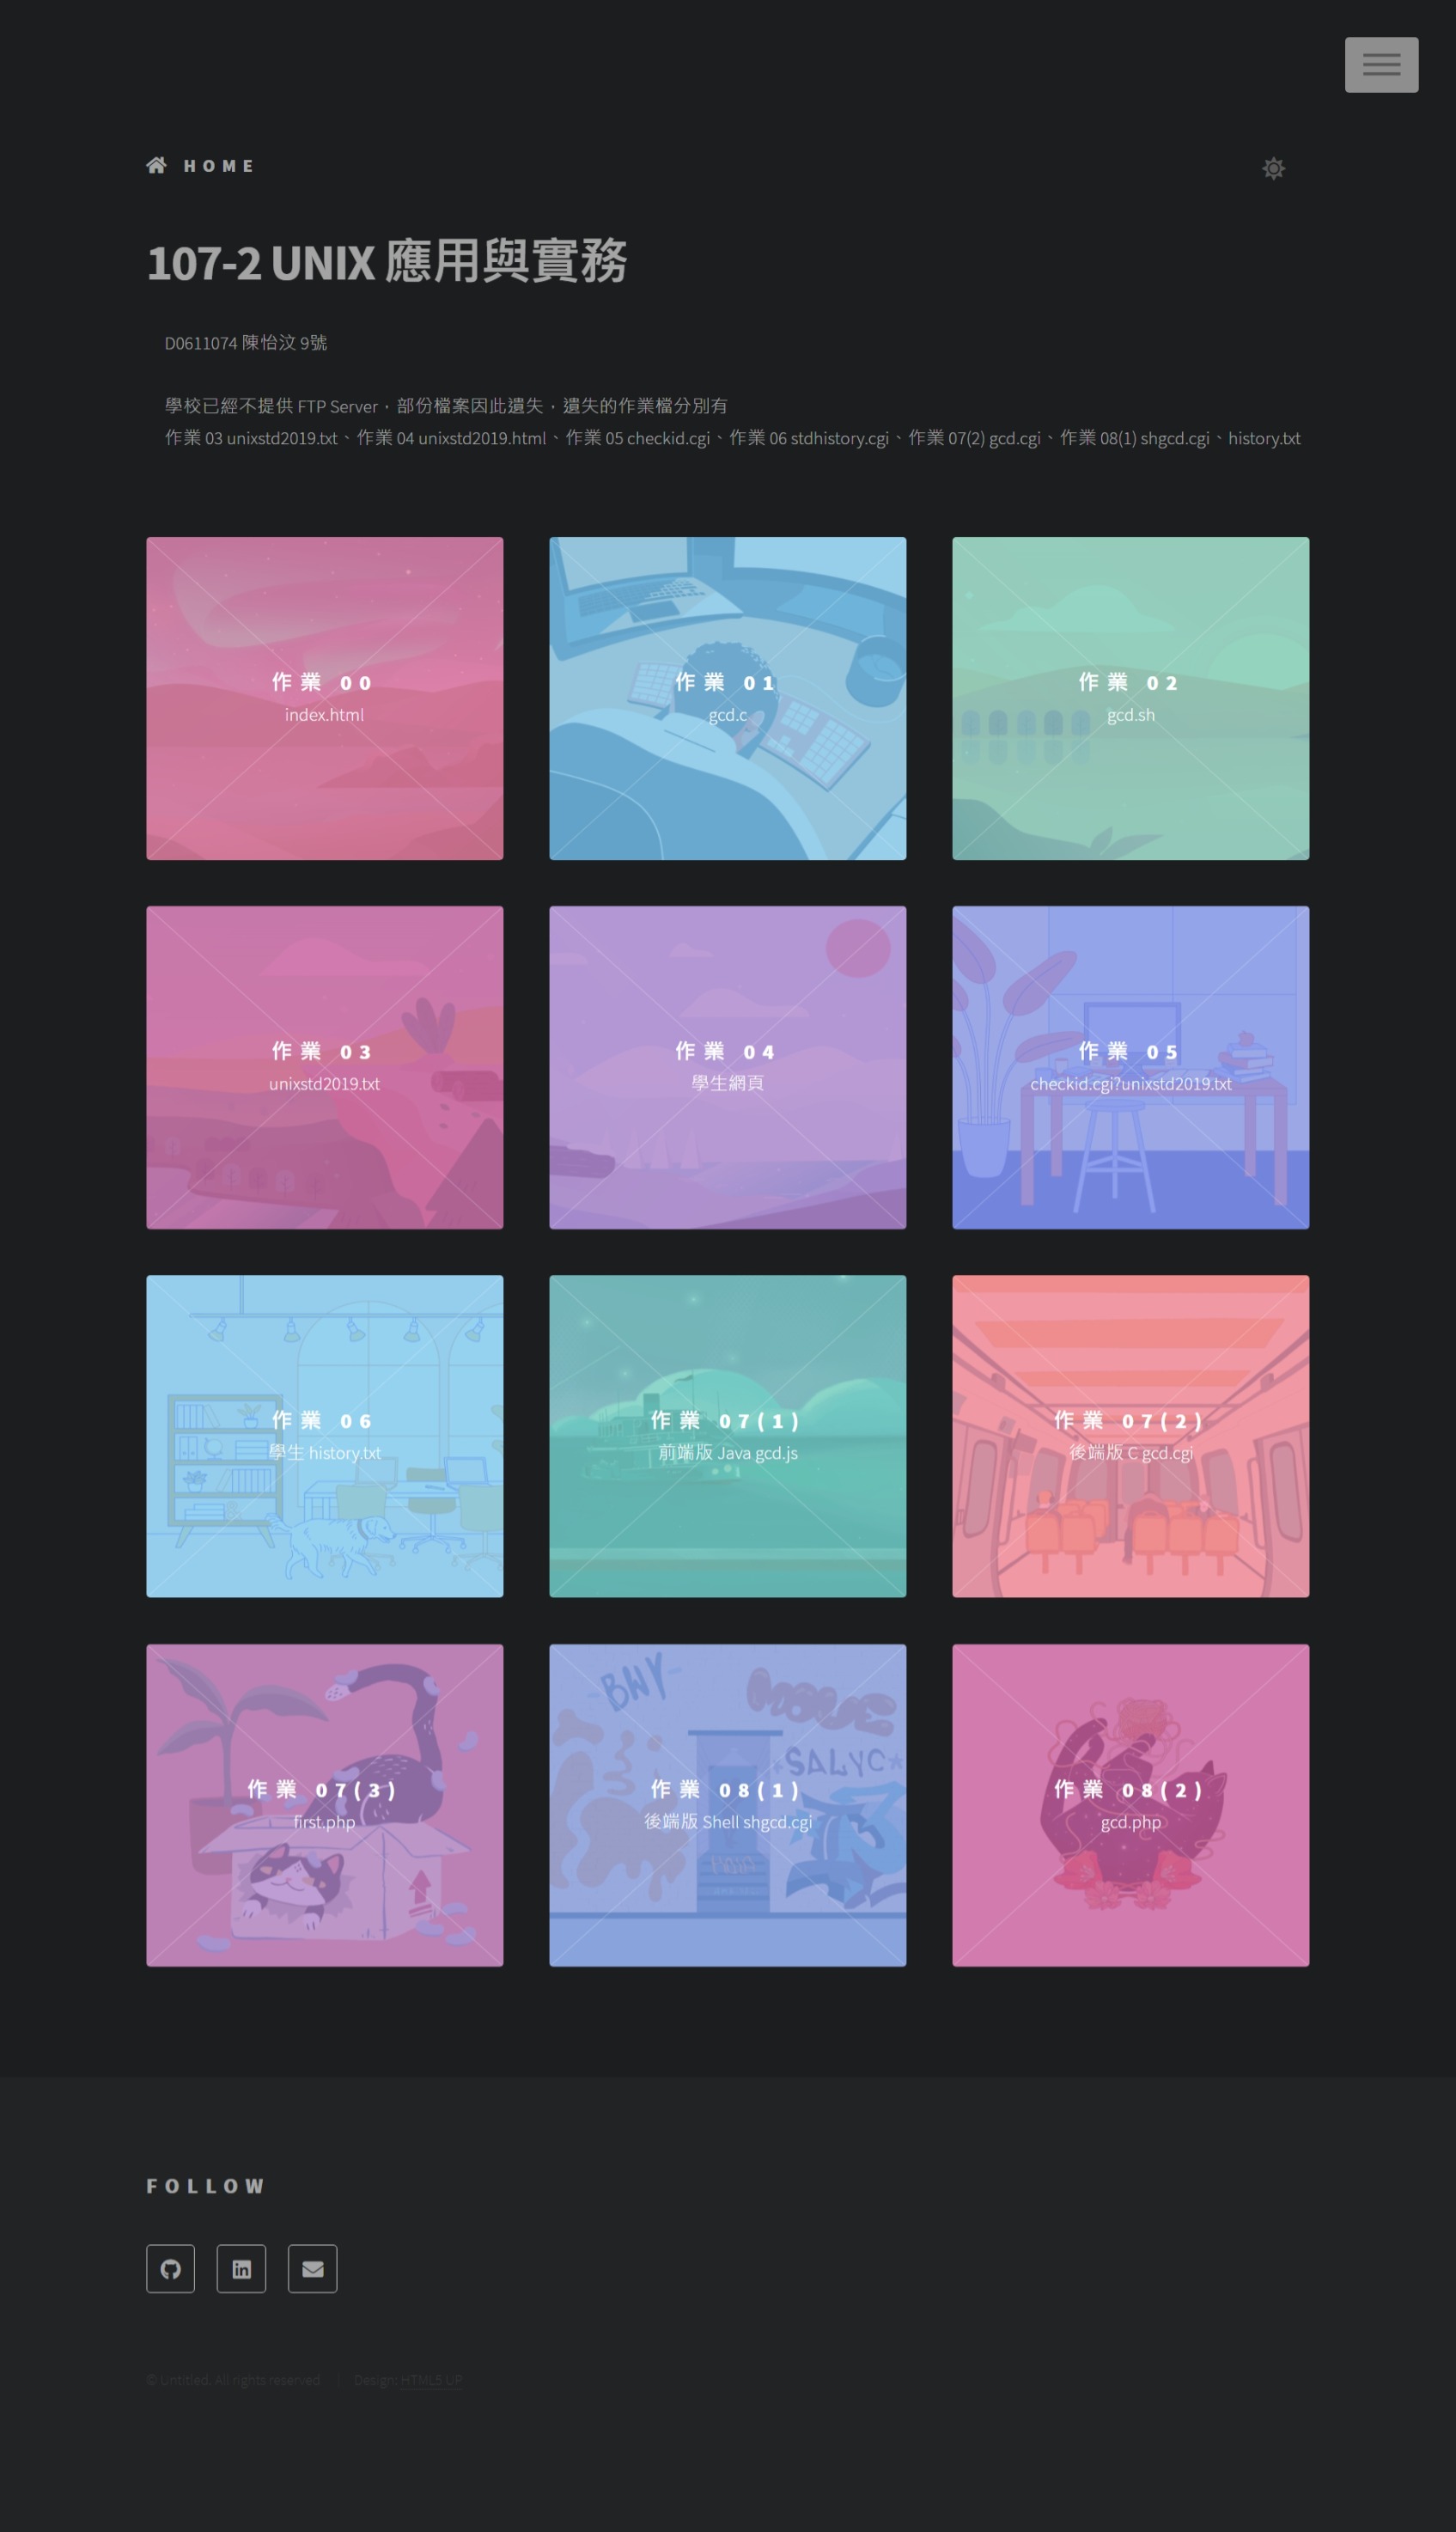 HOME
107-2 UNIX 應用與實務
D0611074 陳怡汶 9號
學校已經不提供 FTP Server，部份檔案因此遺失，遺失的作業檔分別有
作業 03 unixstd2019.txt、作業 04 unixstd2019.html、作業 05 checkid.cgi、作業 06 stdhistory.cgi、作業 07(2) gcd.cgi、作業 08(1) shgcd.cgi、history.txt
作業 00
index.html
作業 01
gcd.c
作業 02
gcd.sh
作業 03
unixstd2019.txt
作業 04
學生網頁
作業 05
checkid.cgi?unixstd2019.txt
作業 06
學生 history.txt
作業 07(1)
前端版 Java gcd.js
作業 07(2)
後端版 C gcd.cgi
作業 07(3)
first.php
BWY
SALYC
作業 08(1)
後端版 Shell shgcd.cgi
作業 08(2)
gcd.php
FOLLOW
© Untitled. All rights reserved
Design: HTML5 UP